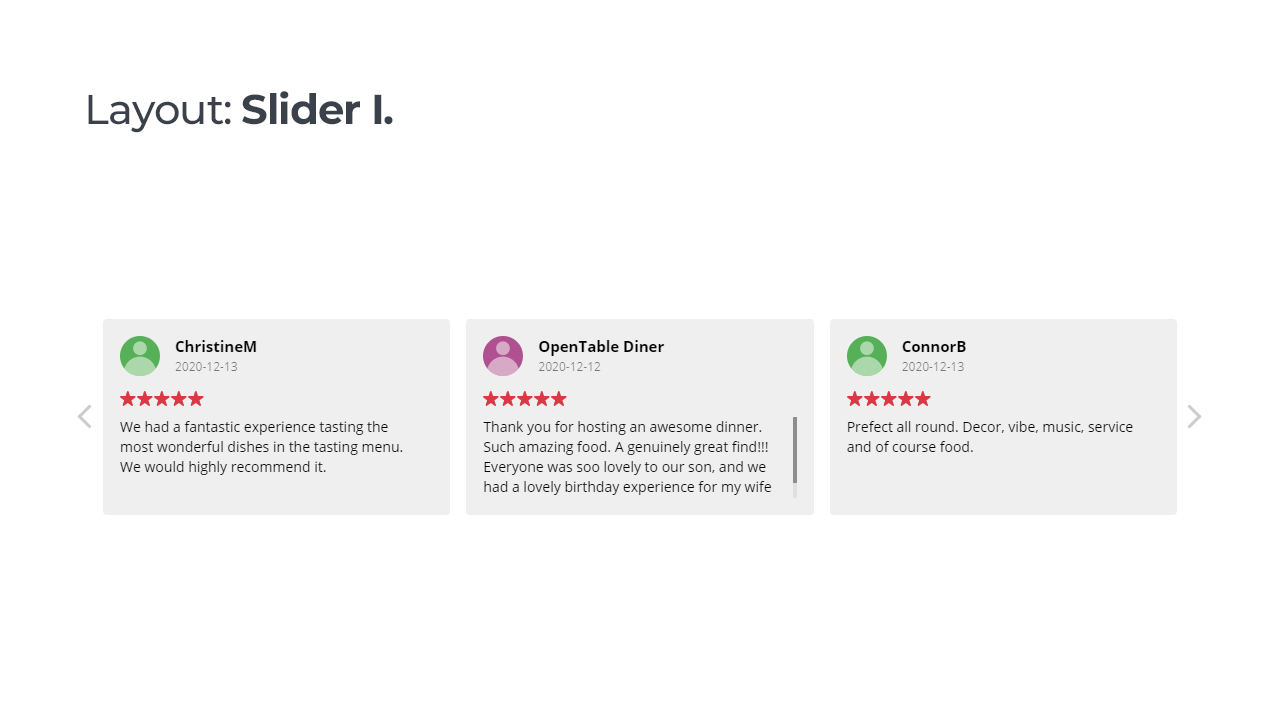 Layout: Slider I.
ChristineM
2020-12-13
We had a fantastic experience tasting the
most wonderful dishes in the tasting menu.
We would highly recommend it.
OpenTable Diner
2020-12-12
Thank you for hosting an awesome dinner.
Such amazing food. A genuinely great find!!!
Everyone was soo lovely to our son, and we
had a lovely birthday experience for my wife
ConnorB
2020-12-13
Prefect all round. Decor, vibe, music, service
and of course food.